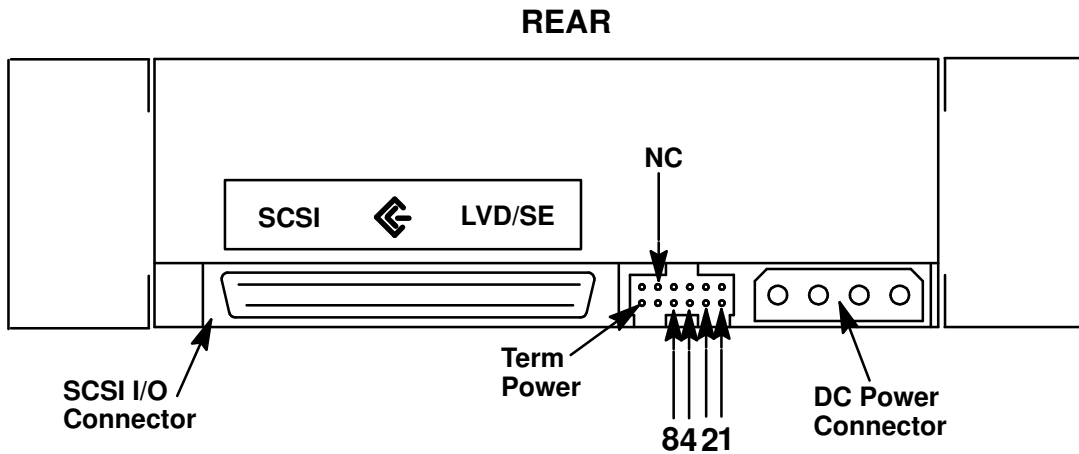 REAR
NC
SCSI LVD/SE
Term
Power
SCSI I/O
Connector
DC Power
Connector
8421